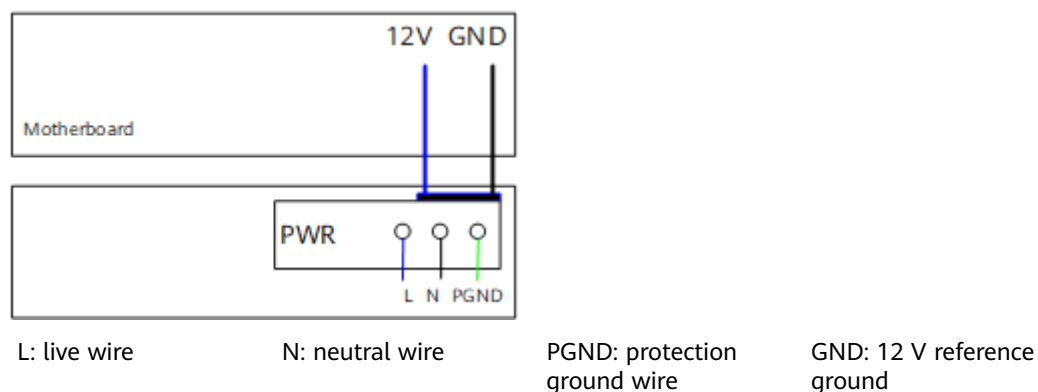 12V GND
Motherboard
PWR
L N PGND
L: live wire
N: neutral wire
PGND: protection
ground wire
GND: 12 V reference
ground